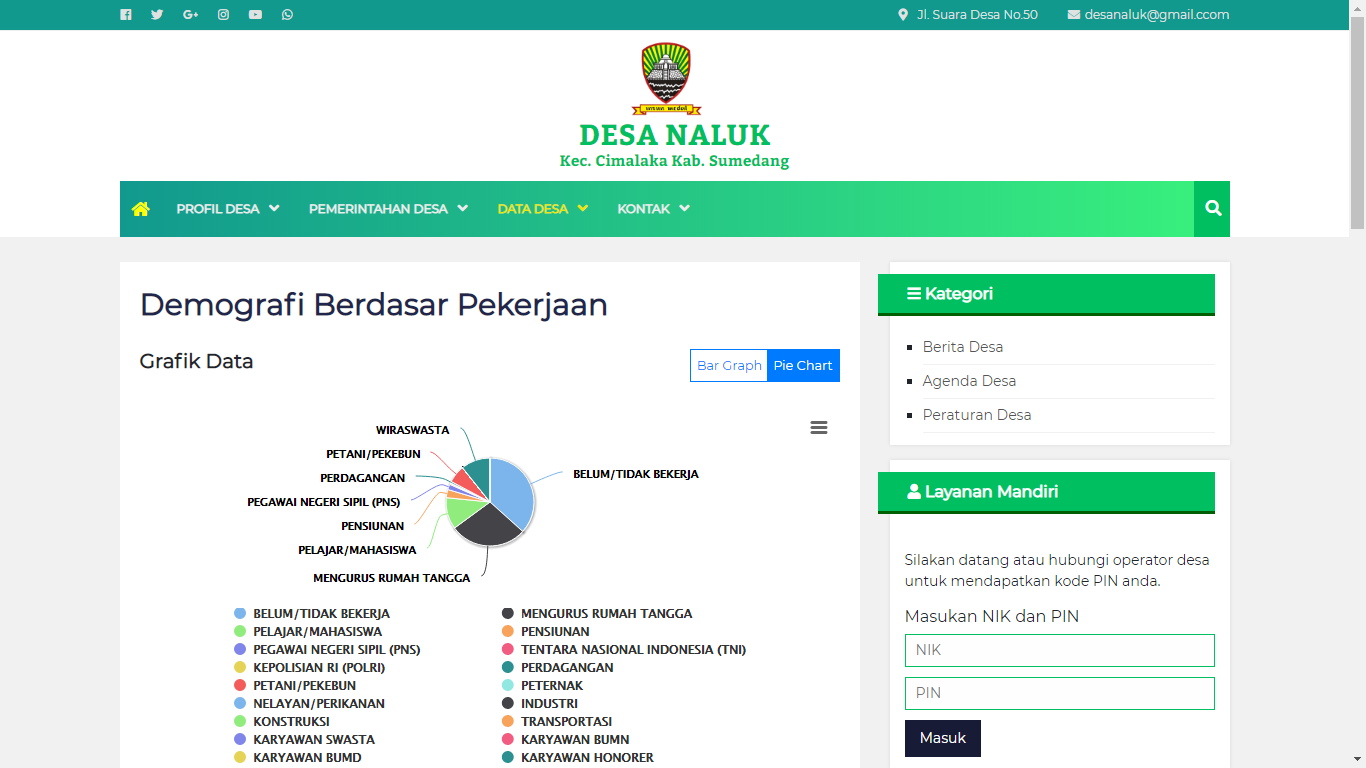 Jl. Suara Desa No.50 desanaluk@gmail.ccom
DESA NALUK
Kec. Cimalaka Kab. Sumedang
PROFIL DESA PEMERINTAHAN DESA DATA DESA KONTAK
Demografi Berdasar Pekerjaan
Grafik Data
Bar Graph Pie Chart
WIRASWASTA
PETANI/PEKEBUN
BELUM/TIDAK BEKERJA
PERDAGANGAN
PEGAWAI NEGERI SIPIL (PNS)
PENSIUNAN
PELAJAR/MAHASISWA
MENGURUS RUMAH TANGGA
BELUM/TIDAK BEKERJA MENGURUS RUMAH TANGGA
PELAJAR/MAHASISWA PENSIUNAN
PEGAWAI NEGERI SIPIL (PNS) TENTARA NASIONAL INDONESIA (TNI)
KEPOLISIAN RI (POLRI) PERDAGANGAN
PETANI/PEKEBUN PETERNAK
NELAYAN/PERIKANAN INDUSTRI
KONSTRUKSI TRANSPORTASI
KARYAWAN SWASTA KARYAWAN BUMN
KARYAWAN BUMD KARYAWAN HONORER
Kategori
Berita Desa
Agenda Desa
Peraturan Desa
Layanan Mandiri
Silakan datang atau hubungi operator desa
untuk mendapatkan kode PIN anda.
Masukan NIK dan PIN
NIK
PIN
Masuk